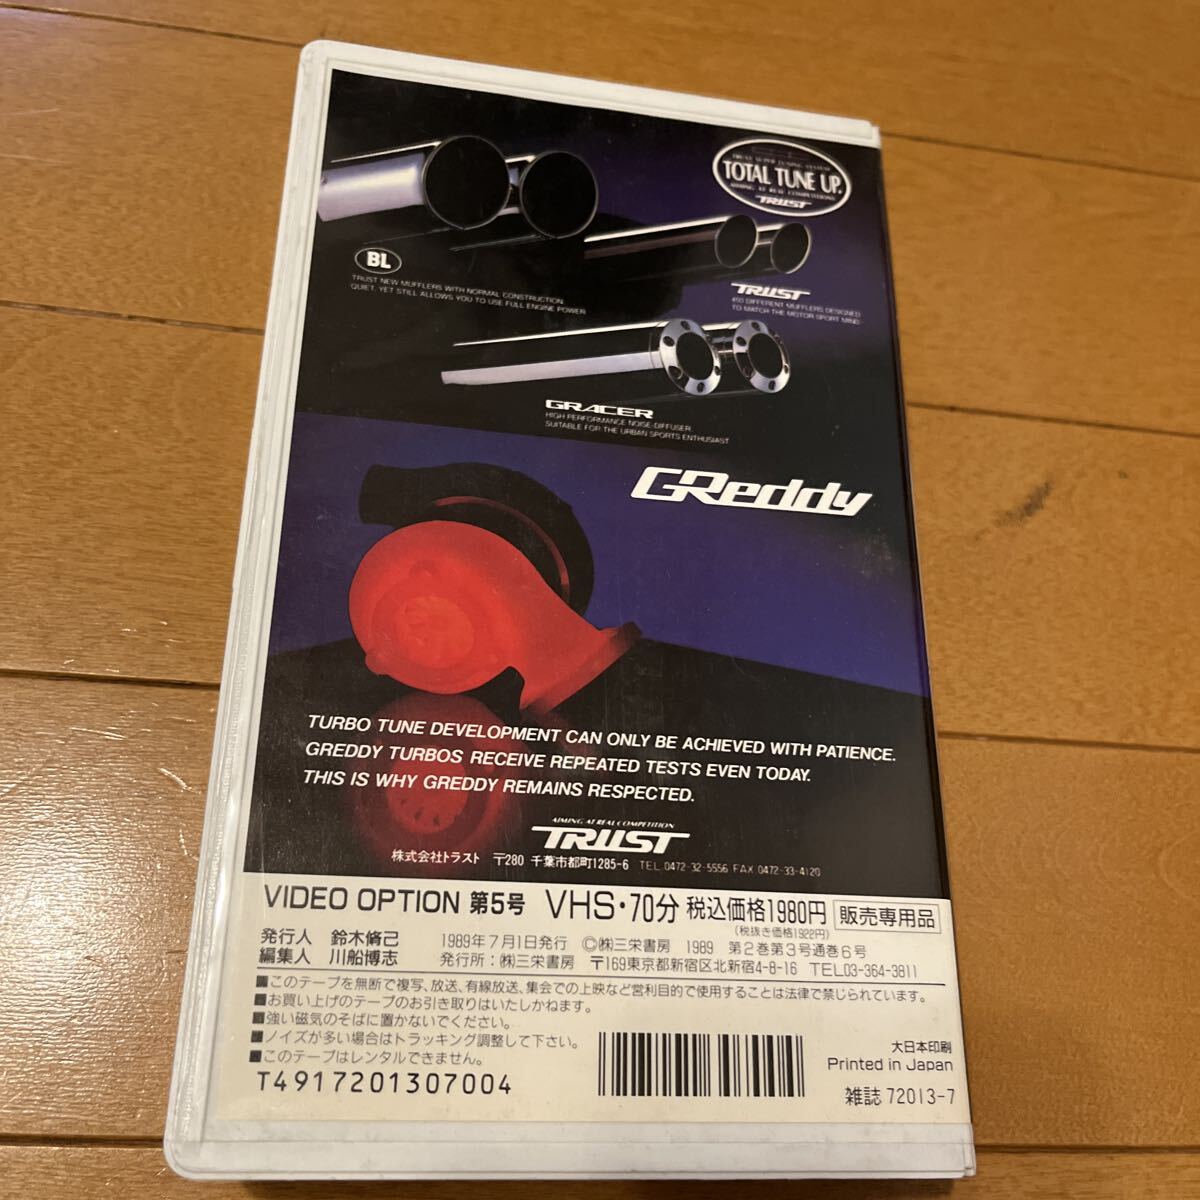 TRUST SUPER TUNING SYSTEM
TOTAL TUNE UP.
AIMING AT REAL COMPETITIONS
TRUST
BL
TRUST NEW MUFFLERS WITH NORMAL CONSTRUCTION.
QUIET, YET STILL ALLOWS YOU TO USE FULL ENGINE POWER
TRUST
450 DIFFERENT MUFFLERS DESIGNED
TO MATCH THE MOTOR SPORT MIND
GRACER
HIGH PERFORMANCE NOISE-DIFFUSER
SUITABLE FOR THE URBAN SPORTS ENTHUSIAST
GReddy
TURBO TUNE DEVELOPMENT CAN ONLY BE ACHIEVED WITH PATIENCE.
GREDDY TURBOS RECEIVE REPEATED TESTS EVEN TODAY.
THIS IS WHY GREDDY REMAINS RESPECTED.
AIMING AT REAL COMPETITION
TRUST
株式会社トラスト 〒280 千葉市都町1285-6 TEL.0472-32-5556 FAX.0472-33-4120
VIDEO OPTION 第5号 VHS・70分 税込価格1980円 販売専用品
(税抜き価格1922円)
発行人 鈴木脩己 1989年7月1日発行 ©㈱三栄書房 1989 第2巻第3号通巻6号
編集人 川船博志 発行所：㈱三栄書房 〒169東京都新宿区北新宿4-8-16 TEL03-364-3811
■このテープを無断で複写、放送、有線放送、集会での上映など営利目的で使用することは法律で禁じられています。
■お買い上げのテープのお引き取りはいたしかねます。
■強い磁気のそばに置かないでください。
■ノイズが多い場合はトラッキング調整して下さい。
■このテープはレンタルできません。
T4917201307004
大日本印刷
Printed in Japan
雑誌 72013-7